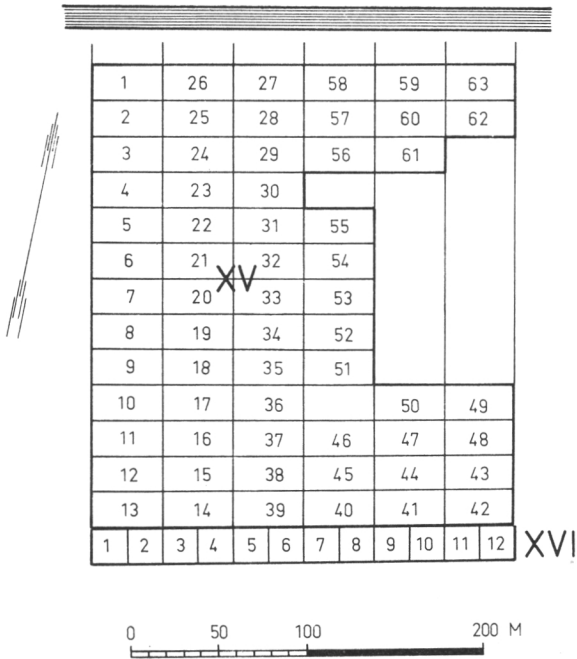 1 26 27 58 59 63
2 25 28 57 60 62
3 24 29 56 61
4 23 30
5 22 31 55
6 21 32 54
XV
7 20 33 53
8 19 34 52
9 18 35 51
10 17 36 50 49
11 16 37 46 47 48
12 15 38 45 44 43
13 14 39 40 41 42
1 2 3 4 5 6 7 8 9 10 11 12 XVI
0 50 100 200 M